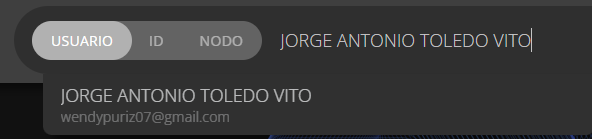 USUARIO ID NODO JORGE ANTONIO TOLEDO VITO
JORGE ANTONIO TOLEDO VITO
wendypuriz07@gmail.com